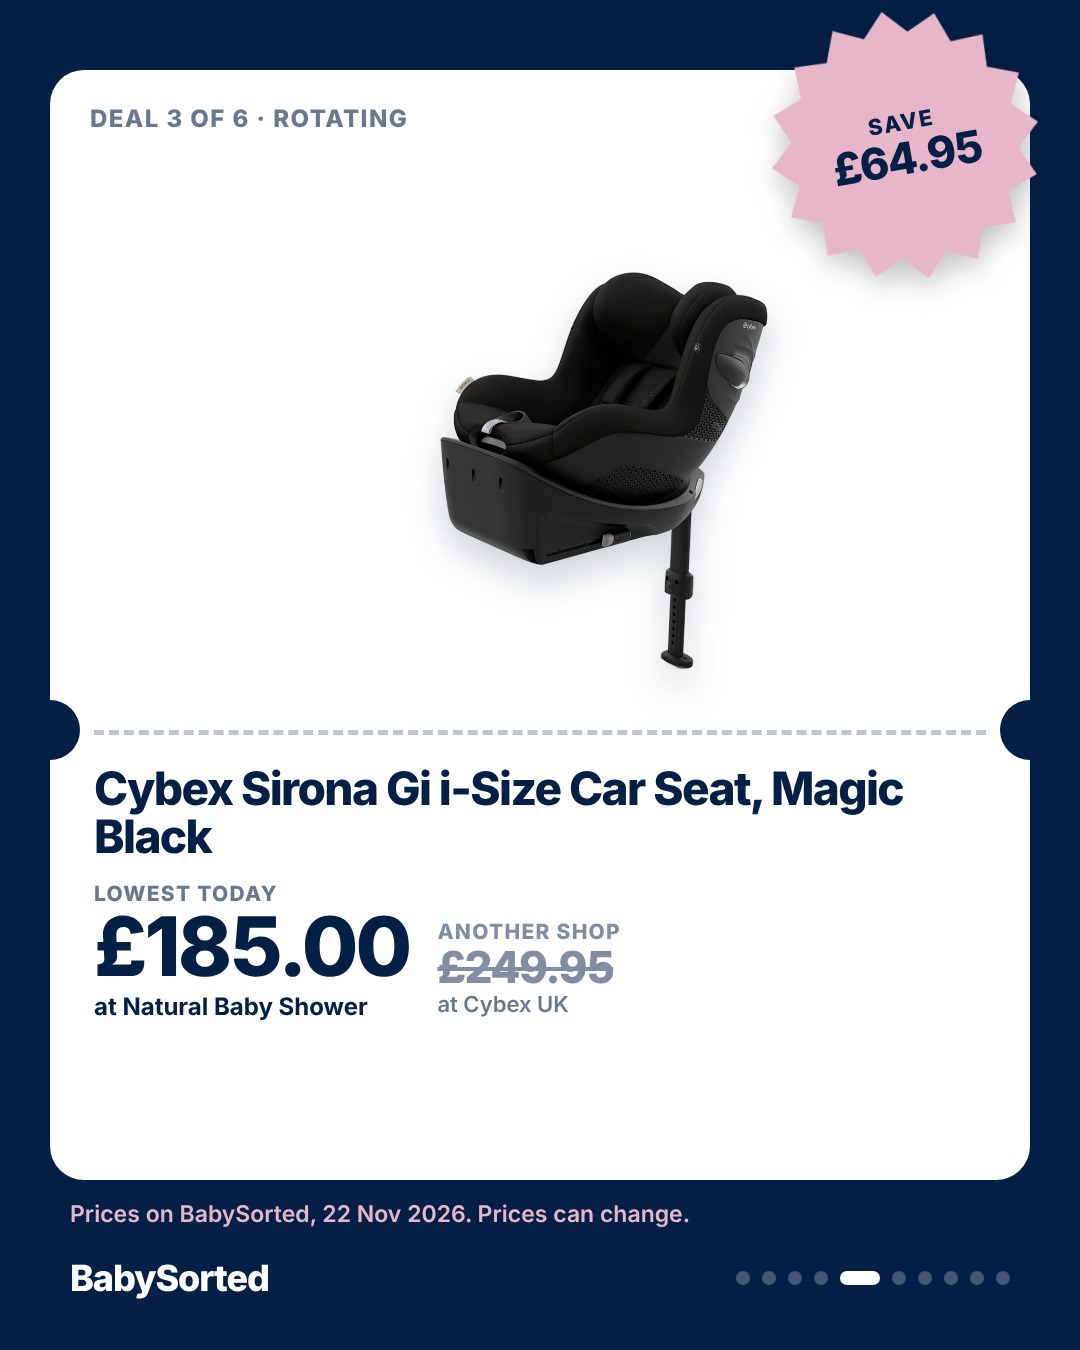 DEAL 3 OF 6 · ROTATING
SAVE
£64.95
Cybex Sirona Gi i-Size Car Seat, Magic
Black
LOWEST TODAY
£185.00
at Natural Baby Shower
ANOTHER SHOP
£249.95
at Cybex UK
Prices on BabySorted, 22 Nov 2026. Prices can change.
BabySorted